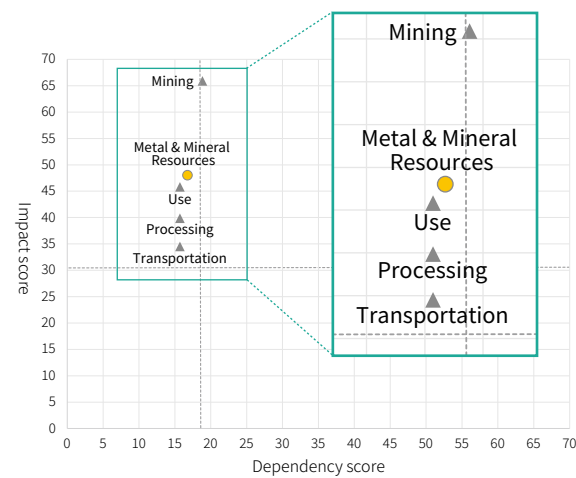 Mining
70
65
60
55
50
45
40
35
30
25
20
15
10
5
0
Impact score
Mining
Metal & Mineral
Resources
Use
Processing
Transportation
Metal & Mineral
Resources
Use
Processing
Transportation
0 5 10 15 20 25 30 35 40 45 50 55 60 65 70
Dependency score